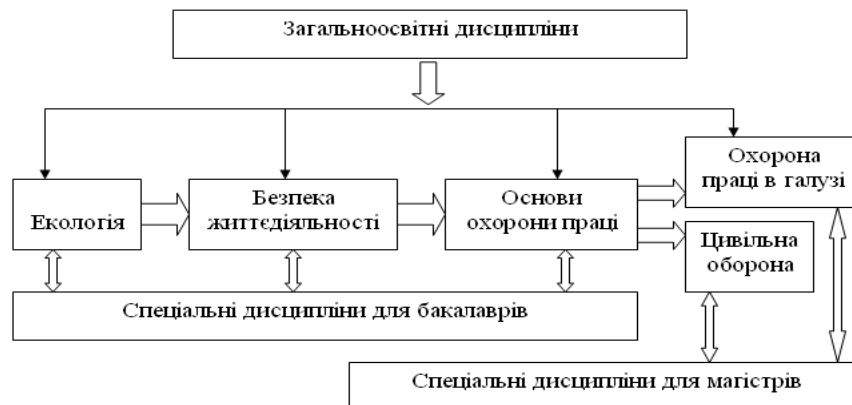 Загальноосвітні дисципліни
Охорона
праці в галузі
Екологія
Безпека
життєдіяльності
Основи
охорони праці
Цивільна
оборона
Спеціальні дисципліни для бакалаврів
Спеціальні дисципліни для магістрів